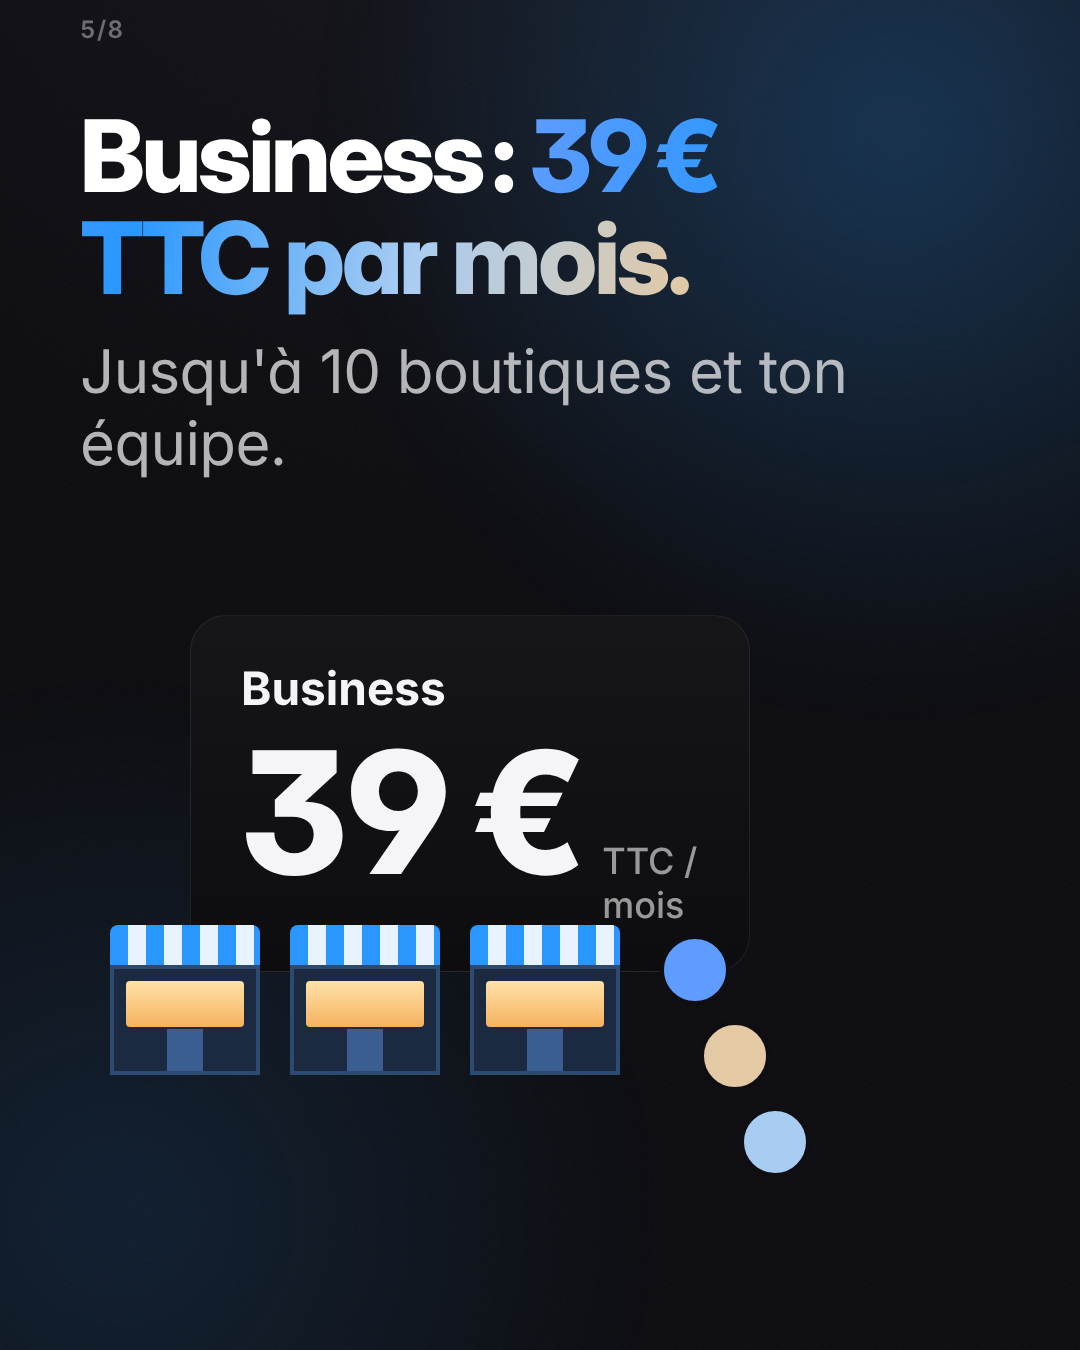 5/8
Business : 39 €
TTC par mois.
Jusqu'à 10 boutiques et ton
équipe.
Business
39 €
TTC /
mois